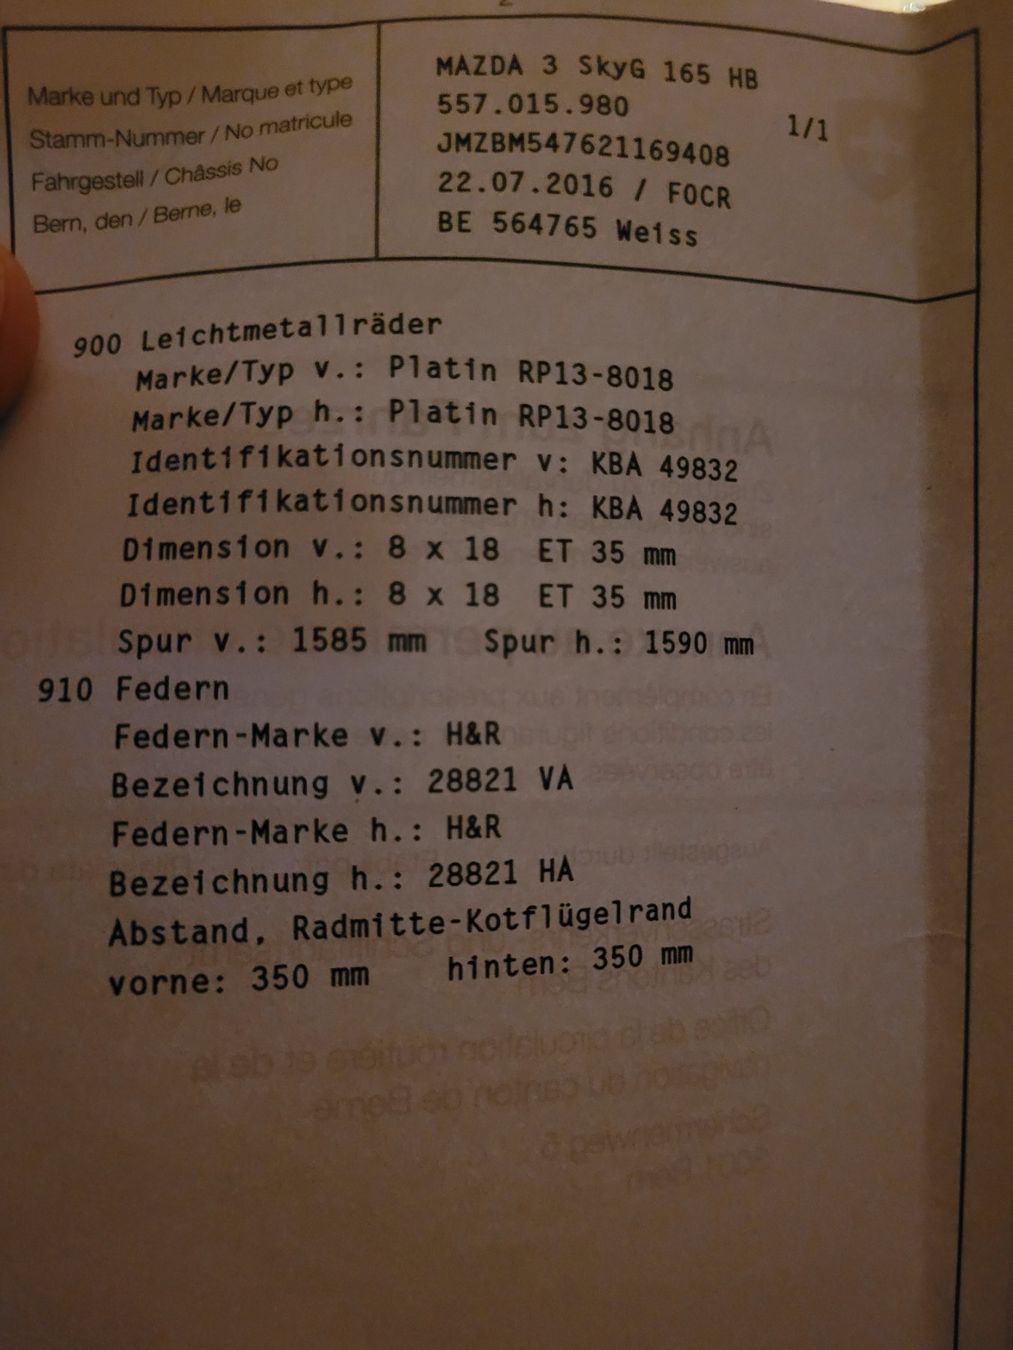 Marke und Typ / Marque et type
MAZDA 3 SkyG 165 HB
Stamm-Nummer / No matricule
557.015.980
1/1
Fahrgestell / Châssis No
JMZBM547621169408
Bern, den / Berne, le
22.07.2016 / FOCR
BE 564765 Weiss
900 Leichtmetallräder
Marke/Typ v.: Platin RP13-8018
Marke/Typ h.: Platin RP13-8018
Identifikationsnummer v: KBA 49832
Identifikationsnummer h: KBA 49832
Dimension v.: 8 x 18 ET 35 mm
Dimension h.: 8 x 18 ET 35 mm
Spur v.: 1585 mm Spur h.: 1590 mm
910 Federn
Federn-Marke v.: H&R
Bezeichnung v.: 28821 VA
Federn-Marke h.: H&R
Bezeichnung h.: 28821 HA
Abstand, Radmitte-Kotflügelrand
vorne: 350 mm hinten: 350 mm